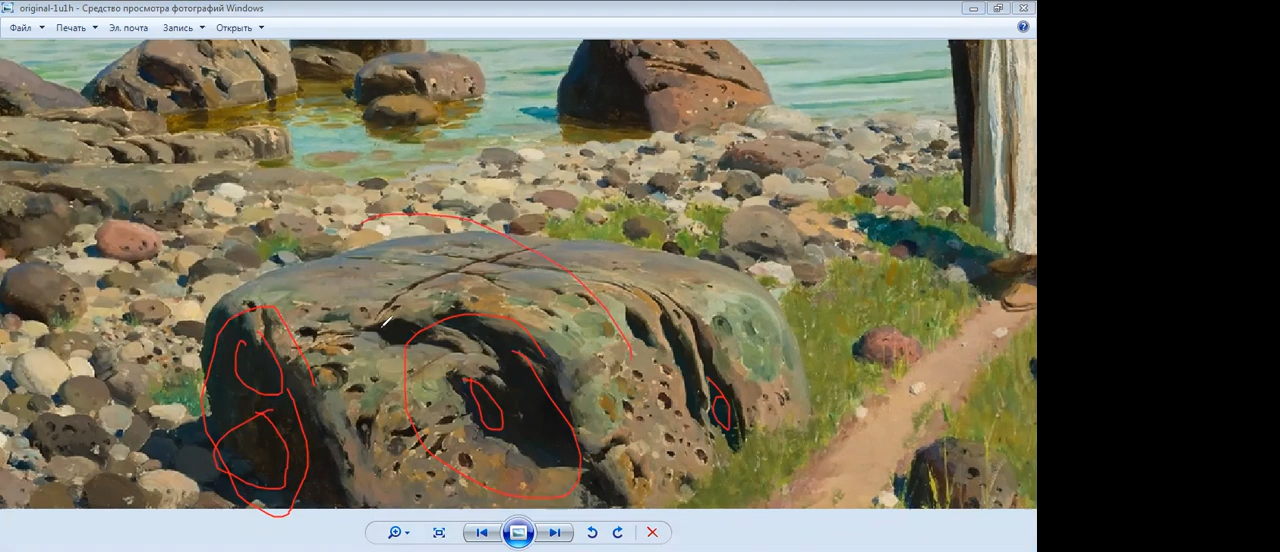 original-1u1h - Средство просмотра фотографий Windows
Файл Печать Эл. почта Запись Открыть